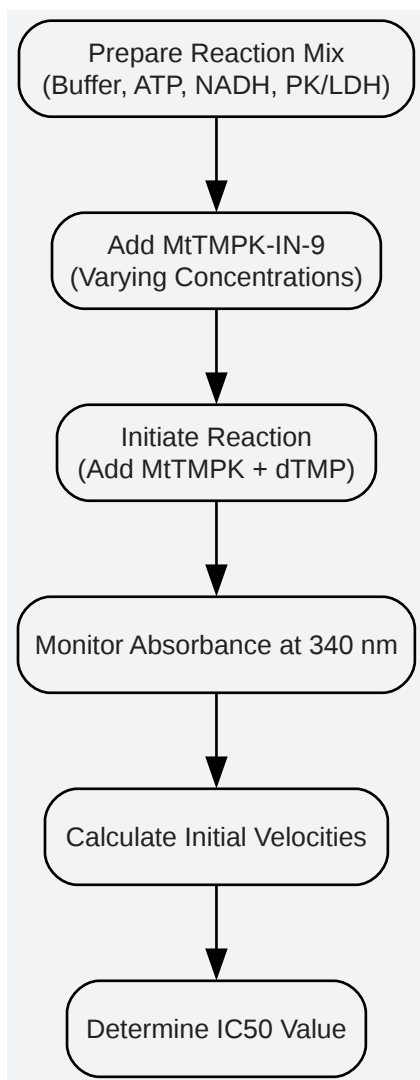 Prepare Reaction Mix
(Buffer, ATP, NADH, PK/LDH)
Add MtTMPK-IN-9
(Varying Concentrations)
Initiate Reaction
(Add MtTMPK + dTMP)
Monitor Absorbance at 340 nm
Calculate Initial Velocities
Determine IC50 Value